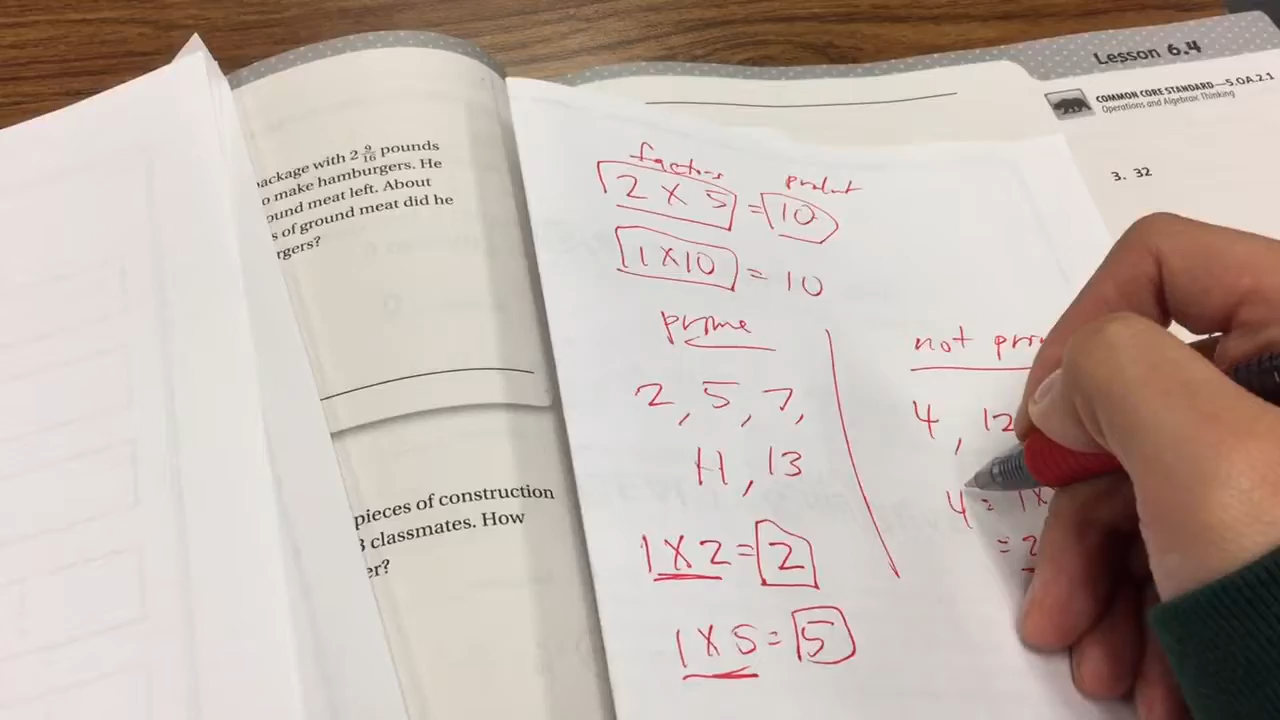 Lesson 6.4
COMMON CORE STANDARD—5.OA.2.1
Operations and Algebraic Thinking
3. 32
ackage with 2 9/16 pounds
o make hamburgers. He
ound meat left. About
s of ground meat did he
rgers?
pieces of construction
3 classmates. How
er?
factors
product
2 X 5 = 10
1 X 10 = 10
prime
2, 5, 7,
11, 13
1 X 2 = 2
1 X 5 = 5
not pri
4, 12
4 = 1 X
= 2